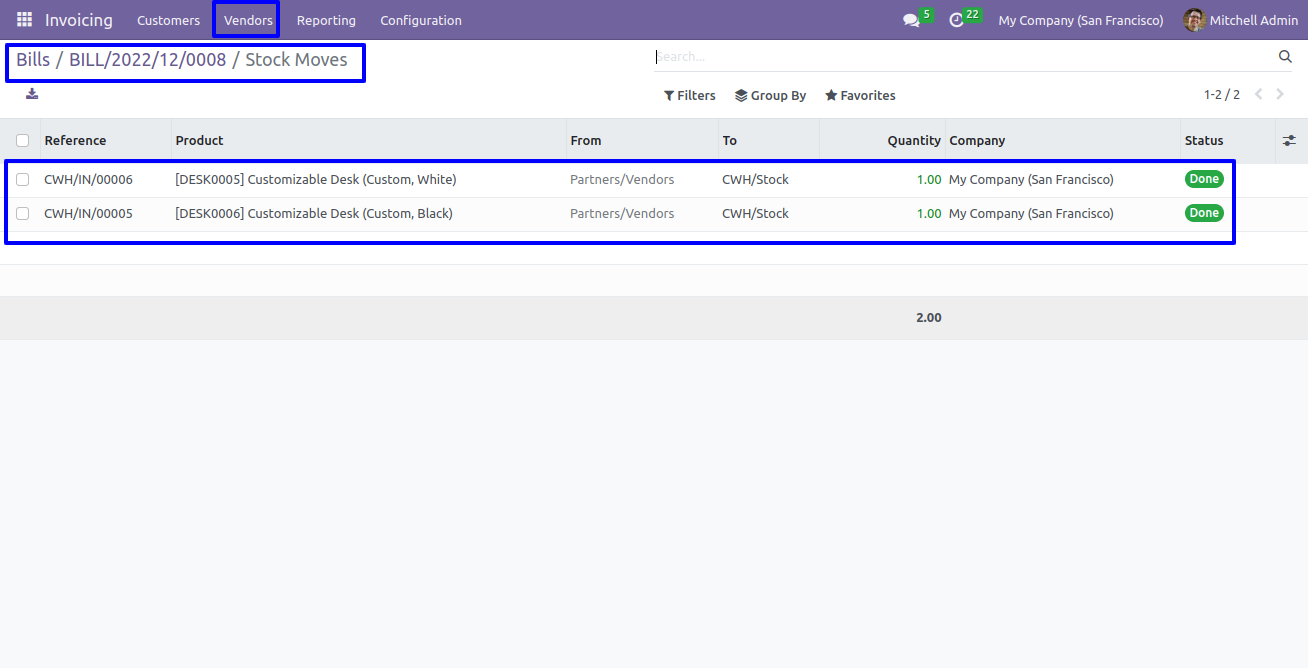 Invoicing Customers Vendors Reporting Configuration 5 22 My Company (San Francisco) Mitchell Admin
Bills / BILL/2022/12/0008 / Stock Moves
Search...
Filters Group By Favorites 1-2 / 2
Reference Product From To Quantity Company Status
CWH/IN/00006 [DESK0005] Customizable Desk (Custom, White) Partners/Vendors CWH/Stock 1.00 My Company (San Francisco) Done
CWH/IN/00005 [DESK0006] Customizable Desk (Custom, Black) Partners/Vendors CWH/Stock 1.00 My Company (San Francisco) Done
2.00